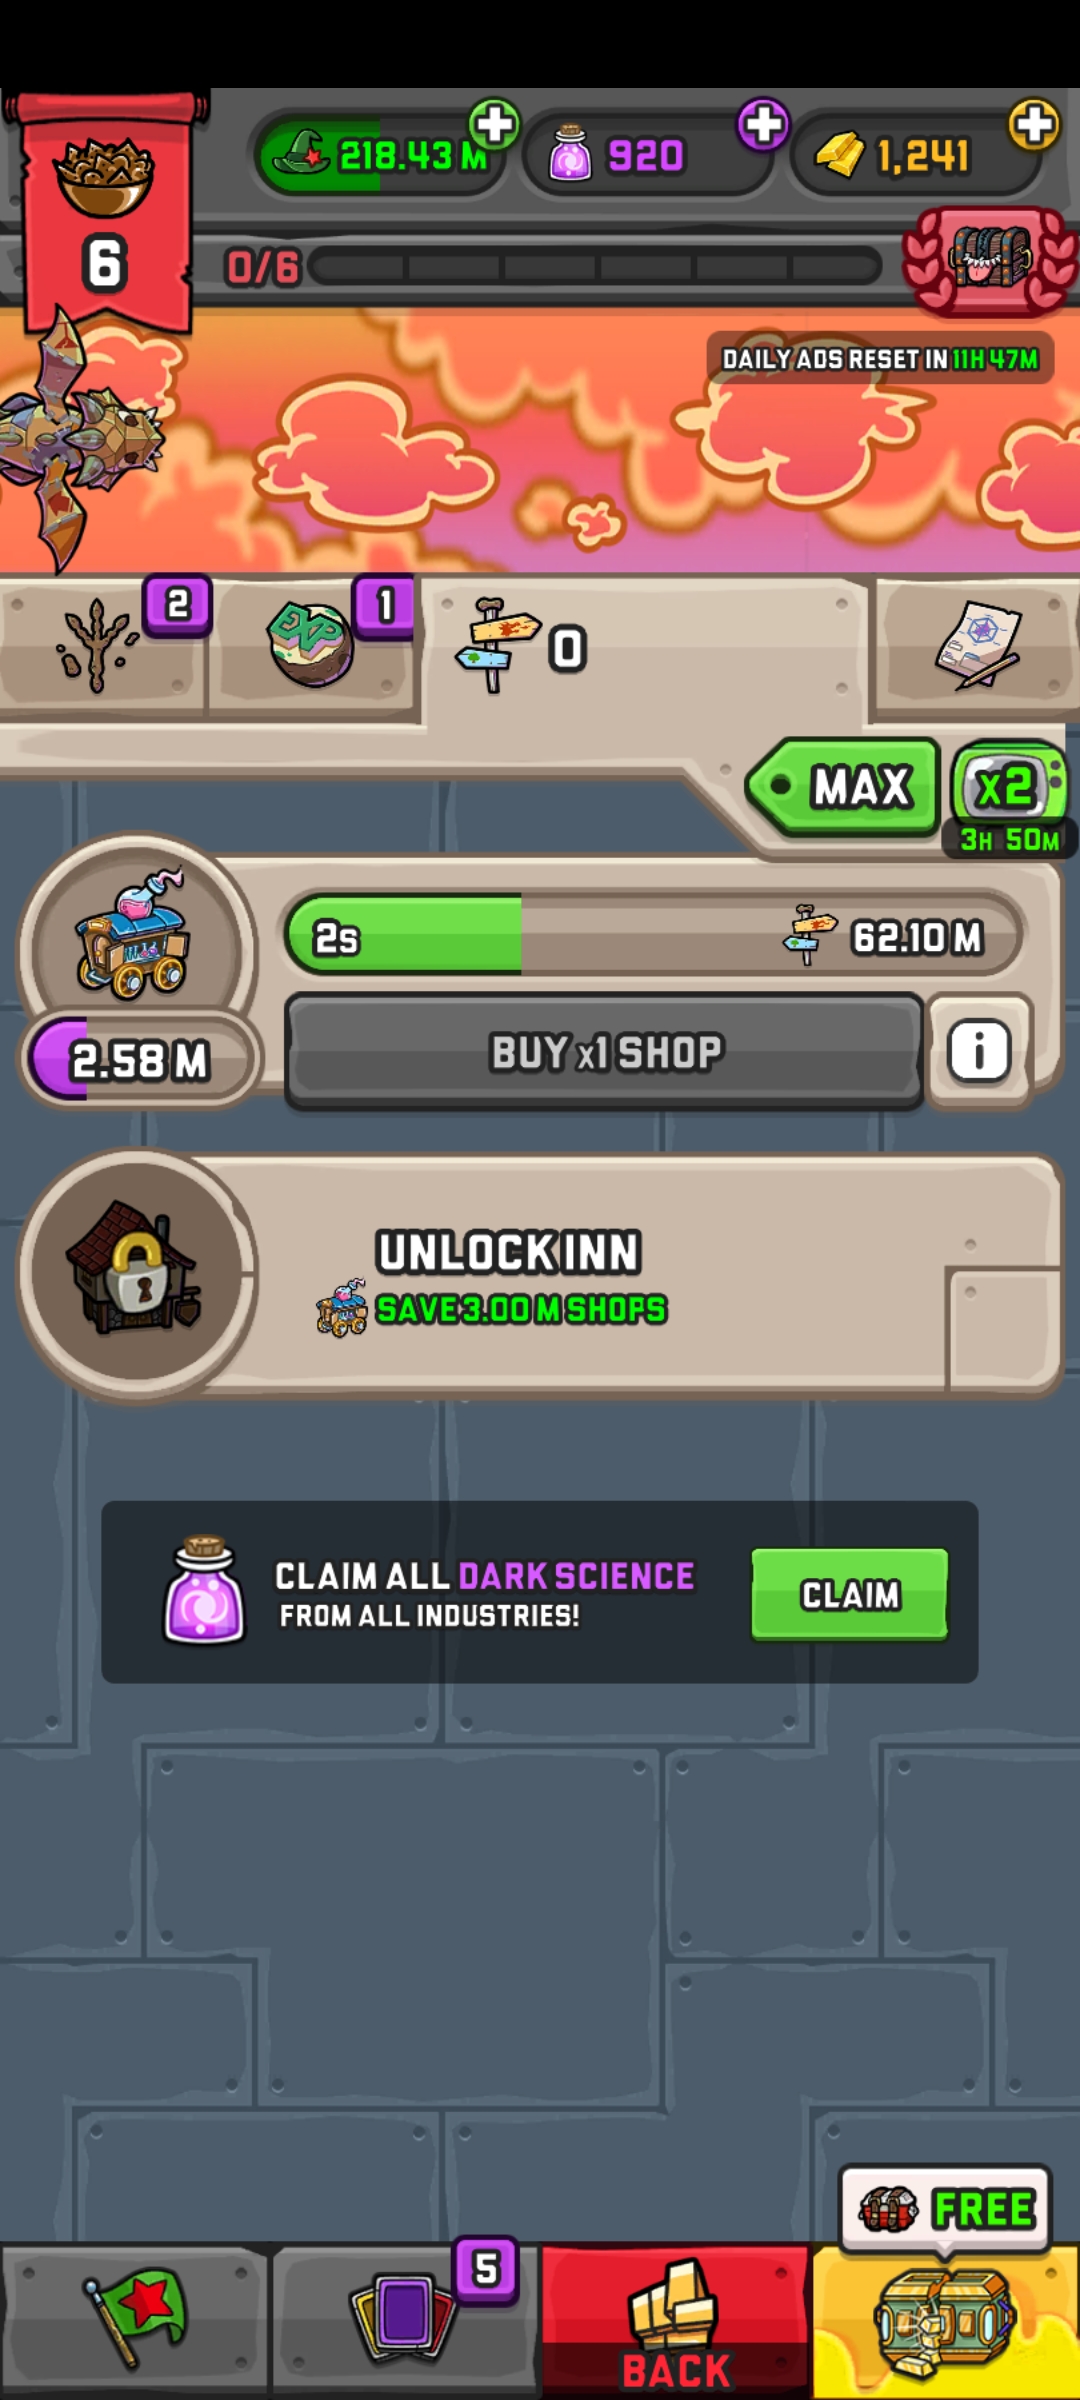 218.43 M
920
1,241
6
0/6
DAILY ADS RESET IN 11H 47M
2
EXP
1
0
MAX
x2
3H 50M
2s
62.10 M
2.58 M
BUY x1 SHOP
i
UNLOCK INN
SAVE 3.00 M SHOPS
CLAIM ALL DARK SCIENCE
FROM ALL INDUSTRIES!
CLAIM
FREE
5
BACK